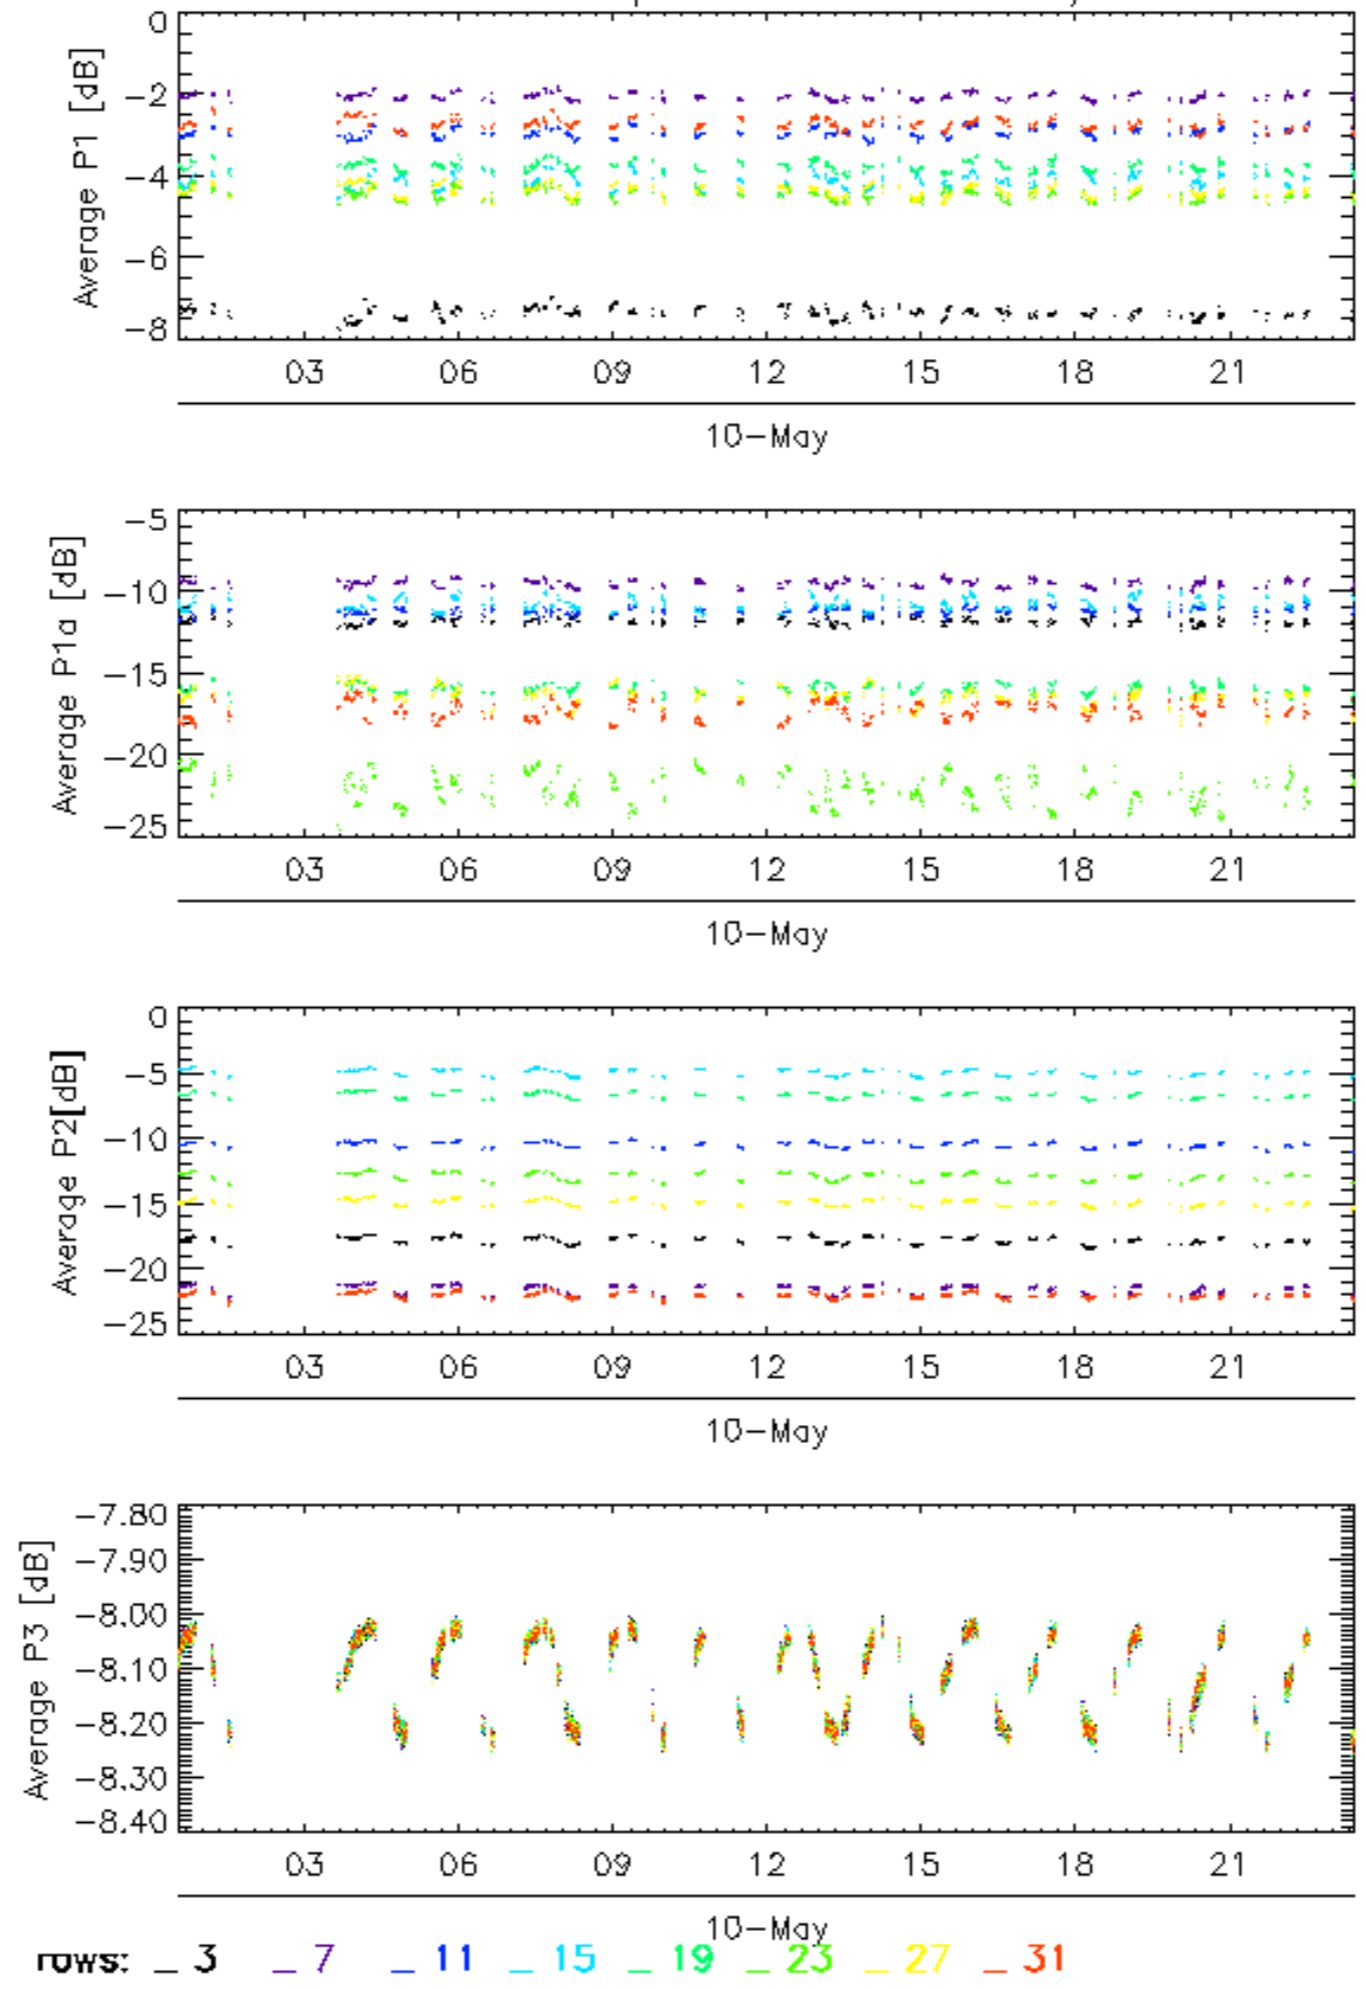 0
-2
-4
-6
-8
Average P1 [dB]
03 06 09 12 15 18 21
10-May
-5
-10
-15
-20
-25
Average P1a [dB]
03 06 09 12 15 18 21
10-May
0
-5
-10
-15
-20
-25
Average P2[dB]
03 06 09 12 15 18 21
10-May
-7.80
-7.90
-8.00
-8.10
-8.20
-8.30
-8.40
Average P3 [dB]
03 06 09 12 15 18 21
10-May
rows: _ 3 _ 7 _ 11 _ 15 _ 19 _ 23 _ 27 _ 31